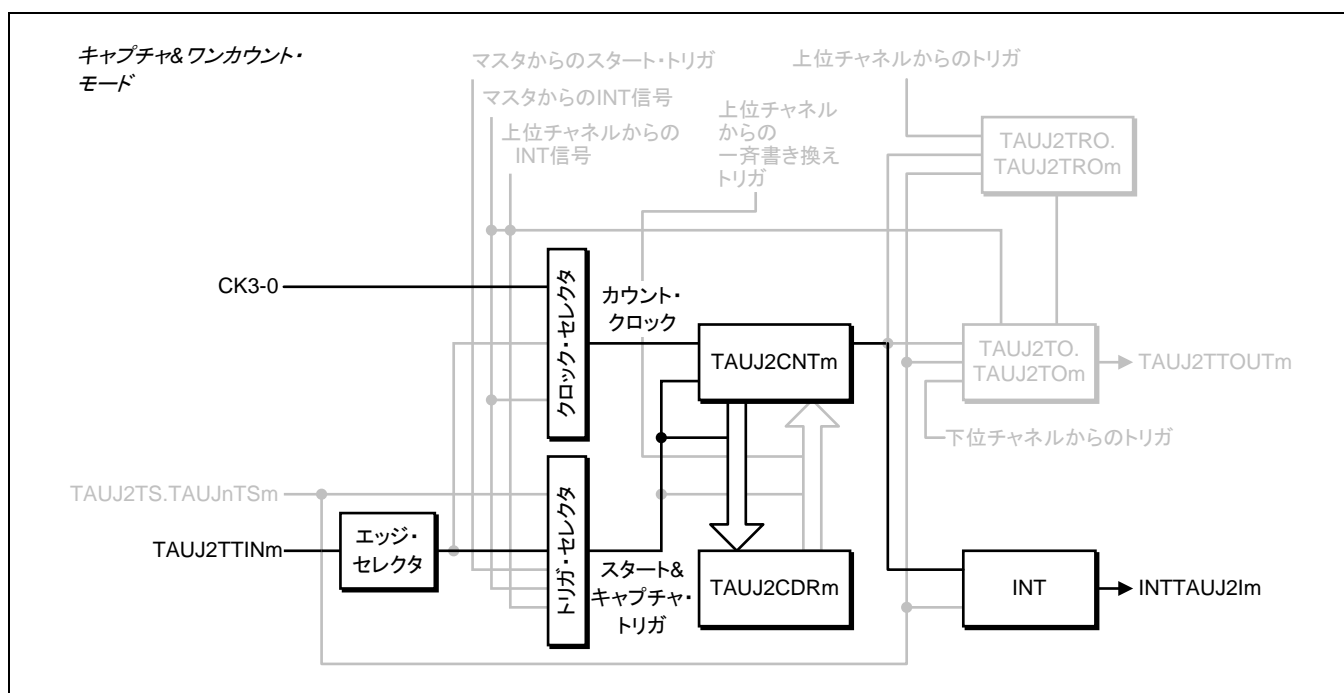 キャプチャ&ワンカウント・
モード
マスタからのスタート・トリガ
マスタからのINT信号
上位チャネルからの
INT信号
上位チャネル
からの
一斉書き換え
トリガ
上位チャネルからのトリガ
TAUJ2TRO.
TAUJ2TROm
CK3-0
クロック・セレクタ
カウント・
クロック
TAUJ2CNTm
TAUJ2TO.
TAUJ2TOm
TAUJ2TTOUTm
下位チャネルからのトリガ
TAUJ2TS.TAUJnTSm
TAUJ2TTINm
エッジ・
セレクタ
トリガ・セレクタ
スタート&
キャプチャ・
トリガ
TAUJ2CDRm
INT
INTTAUJ2Im